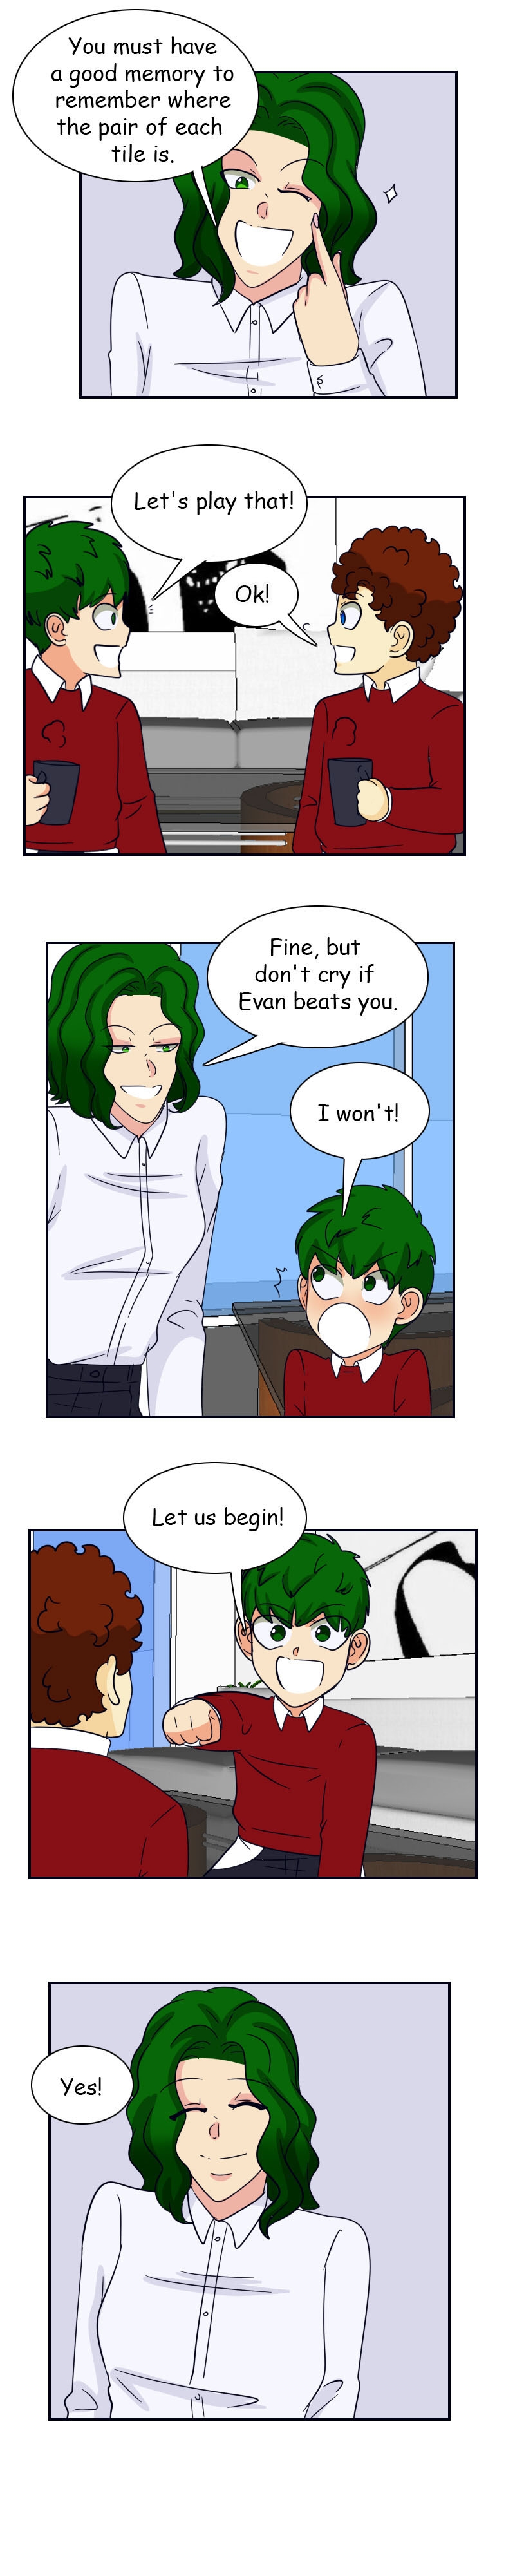 You must have
a good memory to
remember where
the pair of each
tile is.
Let's play that!
Ok!
Fine, but
don't cry if
Evan beats you.
I won't!
Let us begin!
Yes!